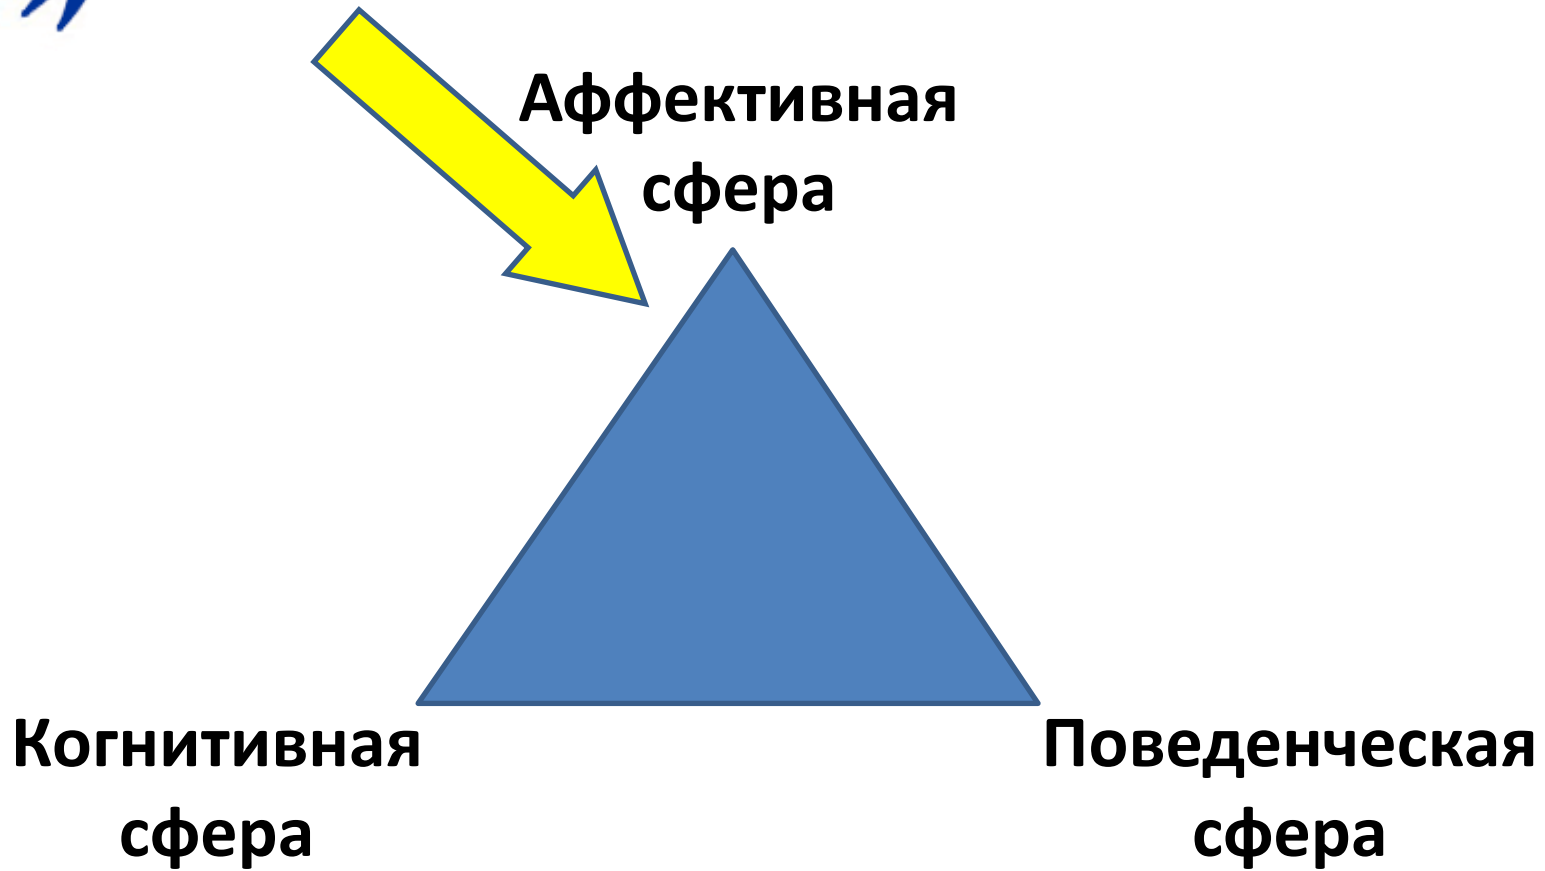 Аффективная
сфера
Когнитивная
сфера
Поведенческая
сфера